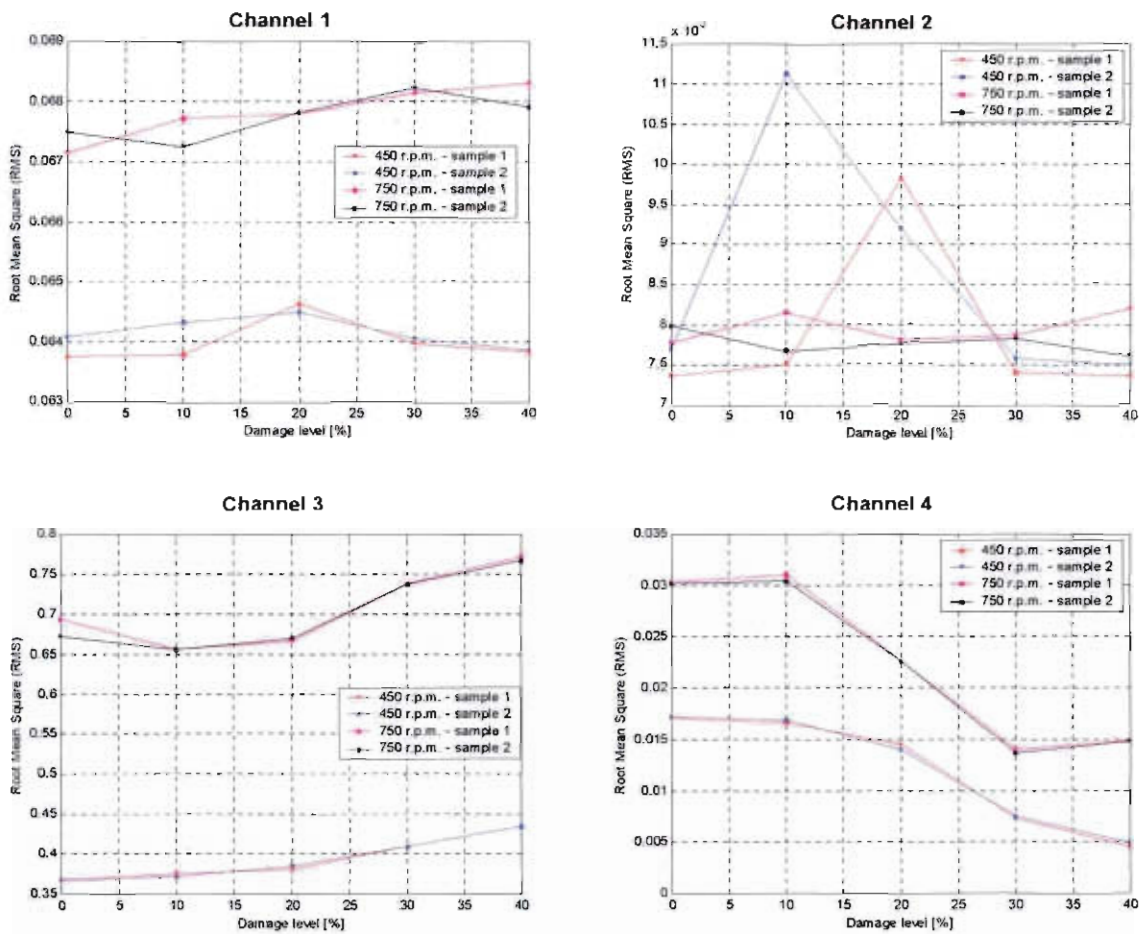 Channel 1
0.069
0.068
0.067
0.066
0.065
0.064
0.063
Root Mean Square (RMS)
450 r.p.m. - sample 1
450 r.p.m. - sample 2
750 r.p.m. - sample 1
750 r.p.m. - sample 2
0 5 10 15 20 25 30 35 40
Damage level [%]
Channel 2
11.5
11
10.5
10
9.5
9
8.5
8
7.5
7
Root Mean Square (RMS)
450 r.p.m. - sample 1
450 r.p.m. - sample 2
750 r.p.m. - sample 1
750 r.p.m. - sample 2
0 5 10 15 20 25 30 35 40
Damage level [%]
Channel 3
0.8
0.75
0.7
0.65
0.6
0.55
0.5
0.45
0.4
0.35
Root Mean Square (RMS)
450 r.p.m. - sample 1
450 r.p.m. - sample 2
750 r.p.m. - sample 1
750 r.p.m. - sample 2
0 5 10 15 20 25 30 35 40
Damage level [%]
Channel 4
0.035
0.03
0.025
0.02
0.015
0.01
0.005
0
Root Mean Square (RMS)
450 r.p.m. - sample 1
450 r.p.m. - sample 2
750 r.p.m. - sample 1
750 r.p.m. - sample 2
0 5 10 15 20 25 30 35 40
Damage level [%]